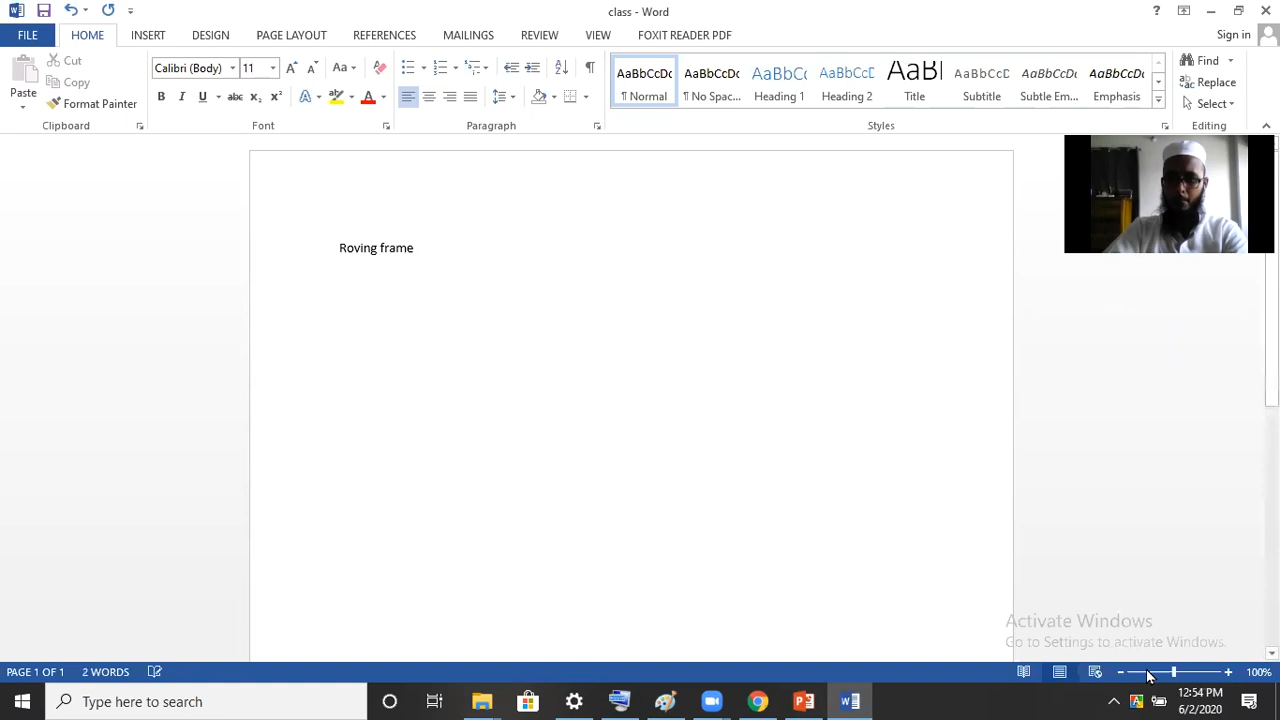 class - Word
Sign in
FILE HOME INSERT DESIGN PAGE LAYOUT REFERENCES MAILINGS REVIEW VIEW FOXIT READER PDF
Paste
Cut
Copy
Format Painter
Clipboard
Calibri (Body) 11
Font
Paragraph
AaBbCcDc AaBbCcDc AaBbCc AaBbCcD AaBl AaBbCcD AaBbCcDc AaBbCcDc
¶ Normal ¶ No Spac... Heading 1 Heading 2 Title Subtitle Subtle Em... Emphasis
Styles
Find
Replace
Select
Editing
Roving frame
Activate Windows
Go to Settings to activate Windows.
PAGE 1 OF 1 2 WORDS 100%
Type here to search
12:54 PM
6/2/2020